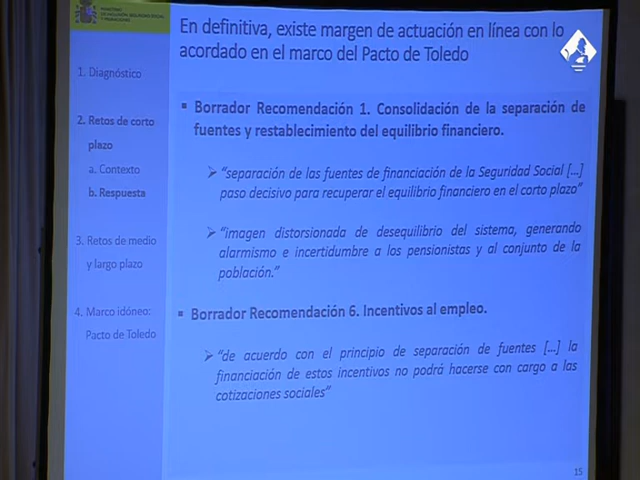 MINISTERIO
DE INCLUSIÓN, SEGURIDAD SOCIAL
Y MIGRACIONES
En definitiva, existe margen de actuación en línea con lo
acordado en el marco del Pacto de Toledo
1. Diagnóstico
2. Retos de corto
plazo
a. Contexto
b. Respuesta
3. Retos de medio
y largo plazo
4. Marco idóneo:
Pacto de Toledo
▪ Borrador Recomendación 1. Consolidación de la separación de
fuentes y restablecimiento del equilibrio financiero.
➢ “separación de las fuentes de financiación de la Seguridad Social [...]
paso decisivo para recuperar el equilibrio financiero en el corto plazo”
➢ “imagen distorsionada de desequilibrio del sistema, generando
alarmismo e incertidumbre a los pensionistas y al conjunto de la
población.”
▪ Borrador Recomendación 6. Incentivos al empleo.
➢ “de acuerdo con el principio de separación de fuentes [...] la
financiación de estos incentivos no podrá hacerse con cargo a las
cotizaciones sociales”
15